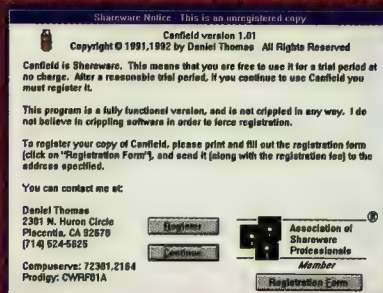 Shareware Notice - This is an unregistered copy
Canfield version 1.01
Copyright © 1991,1992 by Daniel Thomas All Rights Reserved
Canfield is Shareware. This means that you are free to use it for a trial period at
no charge. After a reasonable trial period, if you continue to use Canfield you
must register it.
This program is a fully functional version, and is not crippled in any way. I do
not believe in crippling software in order to force registration.
To register your copy of Canfield, please print and fill out the registration form
(click on "Registration Form"), and send it (along with the registration fee) to the
address specified.
You can contact me at:
Daniel Thomas
2301 N. Huron Circle
Placentia, CA 92670
(714) 524-5825
Compuserve: 72301,2164
Prodigy: CWRF81A
Register
Continue
®
Association of
Shareware
Professionals
Member
Registration Form